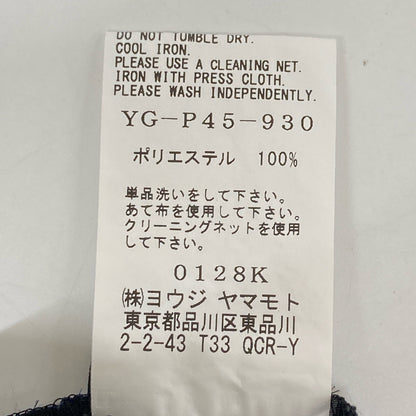 DO NOT TUMBLE DRY.
COOL IRON.
PLEASE USE A CLEANING NET.
IRON WITH PRESS CLOTH.
PLEASE WASH INDEPENDENTLY.
YG-P45-930
ポリエステル 100%
単品洗いをして下さい。
あて布を使用して下さい。
クリーニングネットを使用
して下さい。
0128K
㈱ヨウジ ヤマモト
東京都品川区東品川
2-2-43 T33 QCR-Y